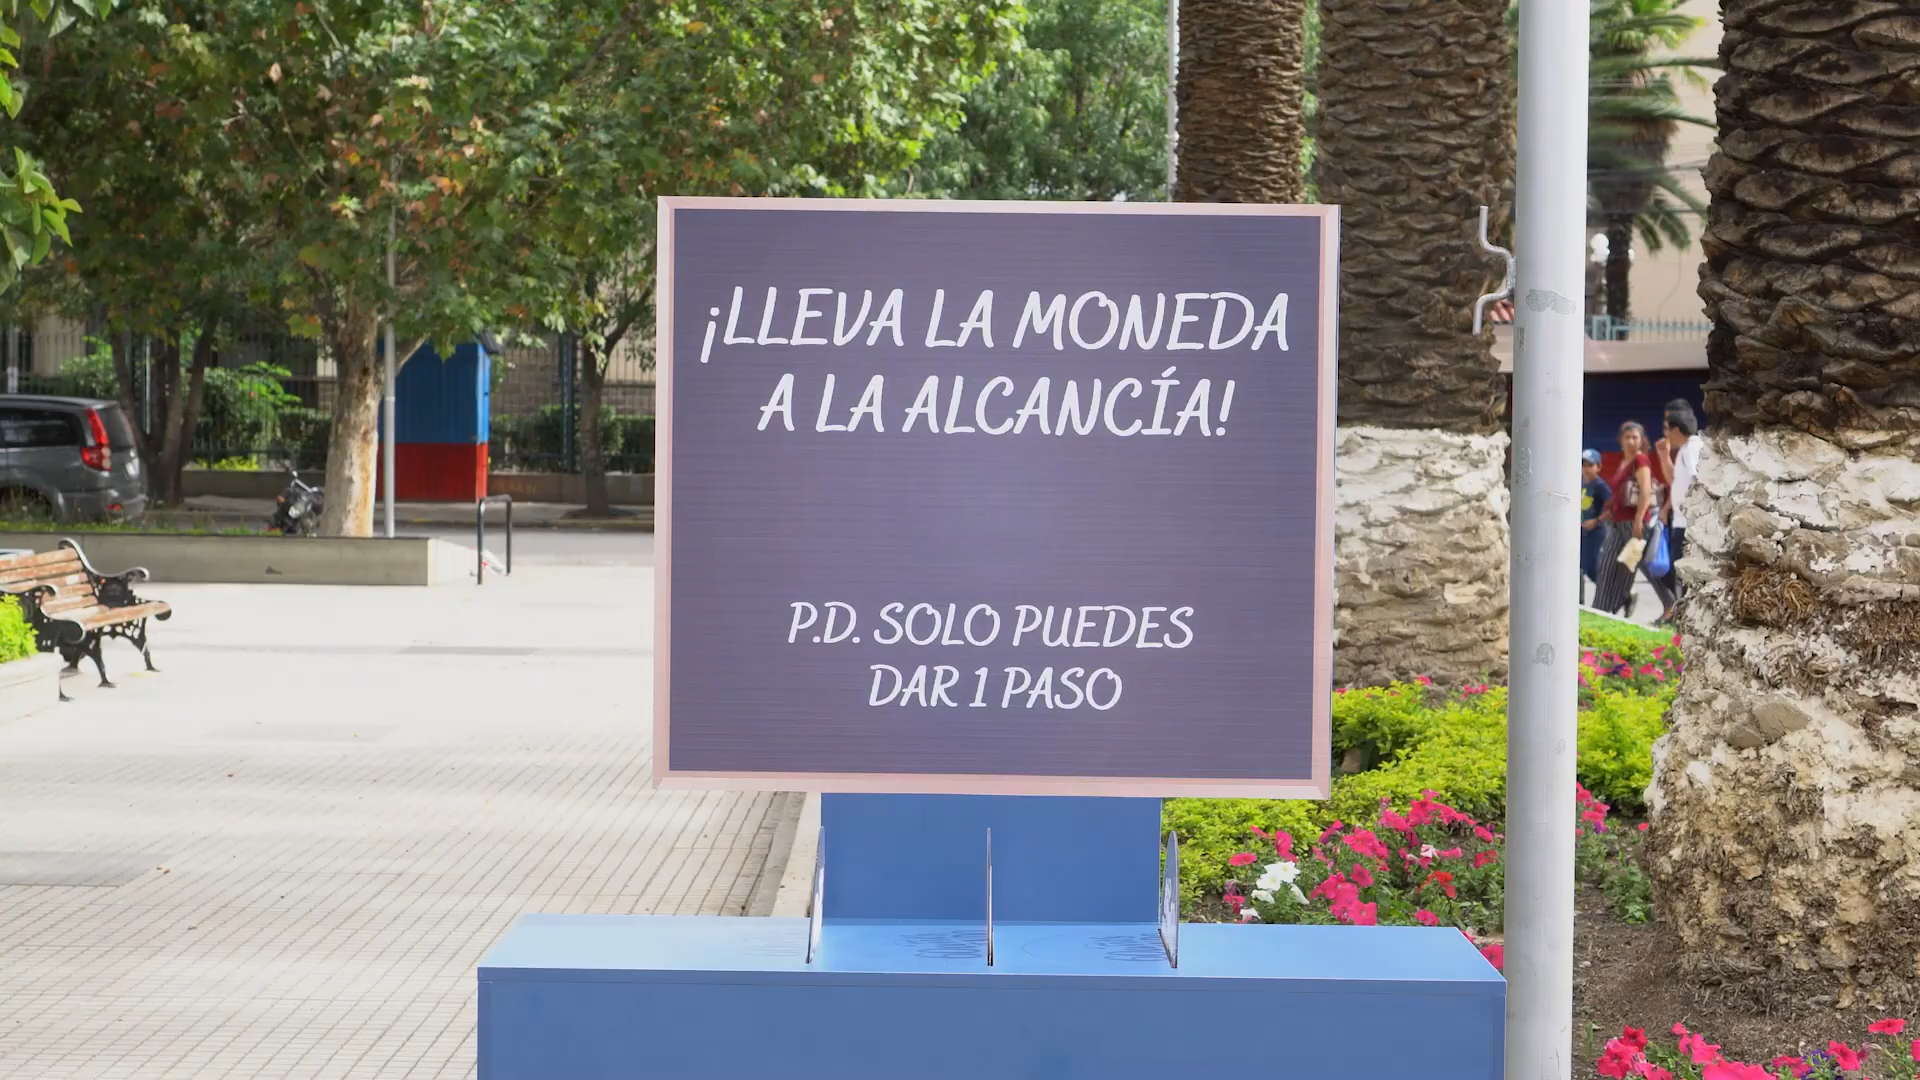 ¡LLEVA LA MONEDA
A LA ALCANCÍA!
P.D. SOLO PUEDES
DAR 1 PASO